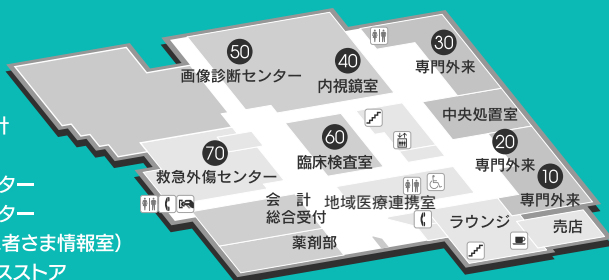 50
画像診断センター
40
内視鏡室
30
専門外来
中央処置室
計
60
臨床検査室
20
専門外来
10
専門外来
70
救急外傷センター
ター
ター
会 計
総合受付
地域医療連携室
薬剤部
ラウンジ
売店
者さま情報室)
スストア